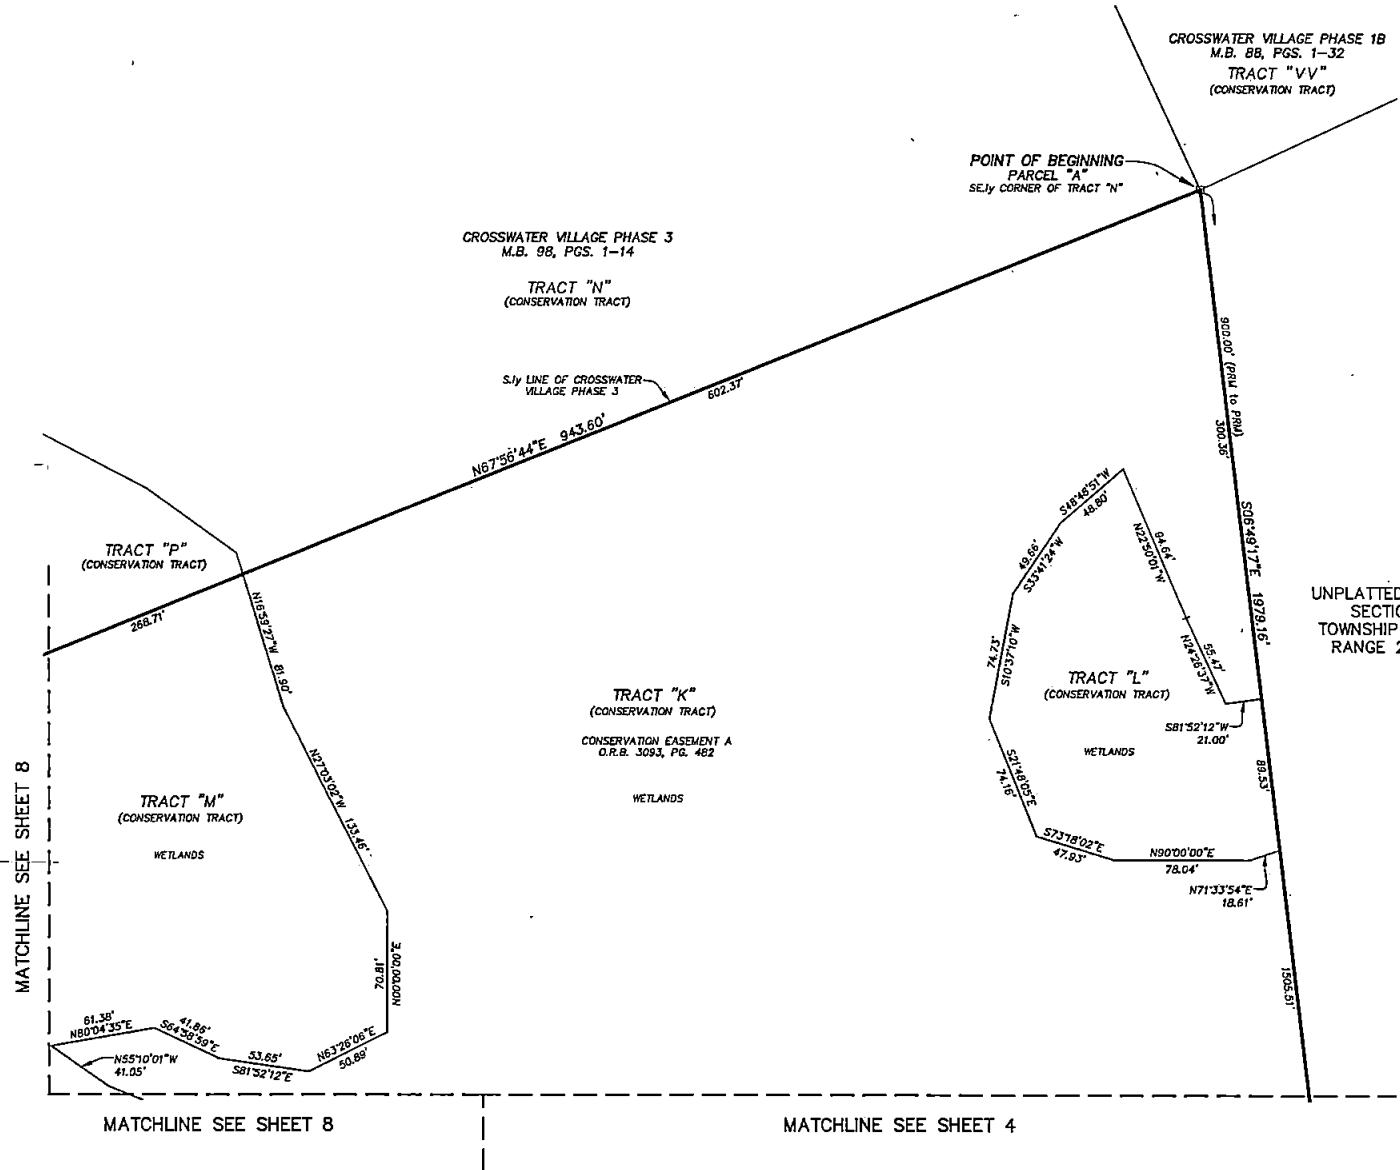 CROSSWATER VILLAGE PHASE 1B
M.B. 88, PGS. 1-32
TRACT "VV"
(CONSERVATION TRACT)
POINT OF BEGINNING
PARCEL "A"
SE.ly CORNER OF TRACT "N"
CROSSWATER VILLAGE PHASE 3
M.B. 98, PGS. 1-14
TRACT "N"
(CONSERVATION TRACT)
S.ly LINE OF CROSSWATER
VILLAGE PHASE 3
602.37'
N67°56'44"E 943.60'
268.71'
900.00' (PRM to PRM)
300.36'
S06°49'17"E 1979.16'
89.53'
1505.51'
UNPLATTED
SECTIO
TOWNSHIP
RANGE 2
TRACT "P"
(CONSERVATION TRACT)
N16°59'27"W 81.90'
N27°03'02"W 133.46'
TRACT "M"
(CONSERVATION TRACT)
WETLANDS
70.81'
N00°00'00"E
N63°26'06"E
50.89'
53.65'
S81°52'12"E
41.86'
S64°58'59"E
61.38'
N80°04'35"E
N55°10'01"W
41.05'
TRACT "K"
(CONSERVATION TRACT)
CONSERVATION EASEMENT A
O.R.B. 3093, PG. 482
WETLANDS
S48°48'51"W
48.80'
49.66'
S33°41'24"W
74.73'
S10°37'10"W
S21°48'05"E
74.16'
S73°18'02"E
47.93'
N90°00'00"E
78.04'
N71°33'54"E
18.61'
64.64'
N22°50'01"W
55.47'
N24°26'37"W
S81°52'12"W
21.00'
TRACT "L"
(CONSERVATION TRACT)
WETLANDS
MATCHLINE SEE SHEET 8
MATCHLINE SEE SHEET 8
MATCHLINE SEE SHEET 4